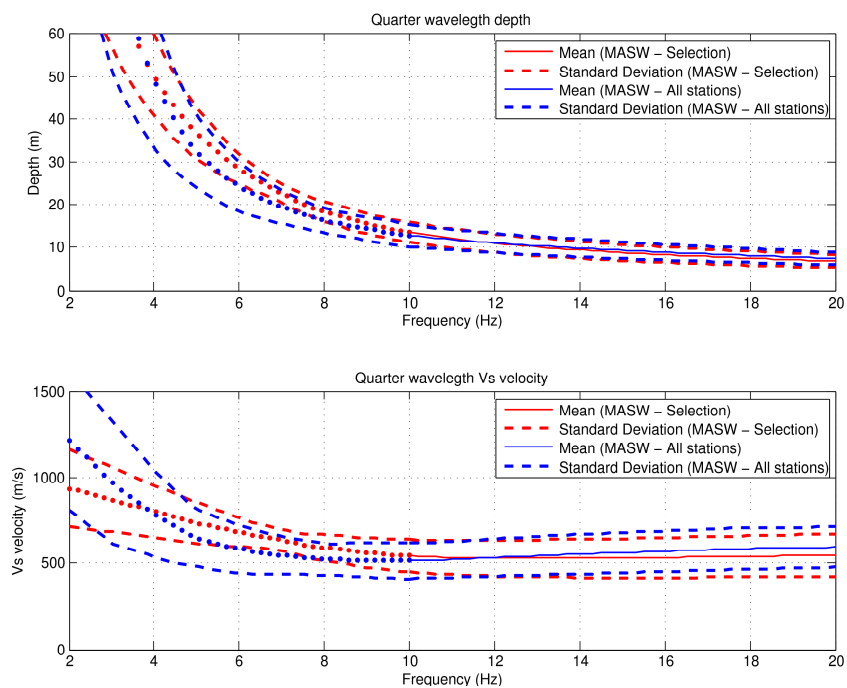 Quarter wavelegth depth
60
50
40
30
20
10
0
Depth (m)
Mean (MASW − Selection)
Standard Deviation (MASW − Selection)
Mean (MASW − All stations)
Standard Deviation (MASW − All stations)
2 4 6 8 10 12 14 16 18 20
Frequency (Hz)
Quarter wavelegth Vs velocity
1500
1000
500
0
Vs velocity (m/s)
Mean (MASW − Selection)
Standard Deviation (MASW − Selection)
Mean (MASW − All stations)
Standard Deviation (MASW − All stations)
2 4 6 8 10 12 14 16 18 20
Frequency (Hz)